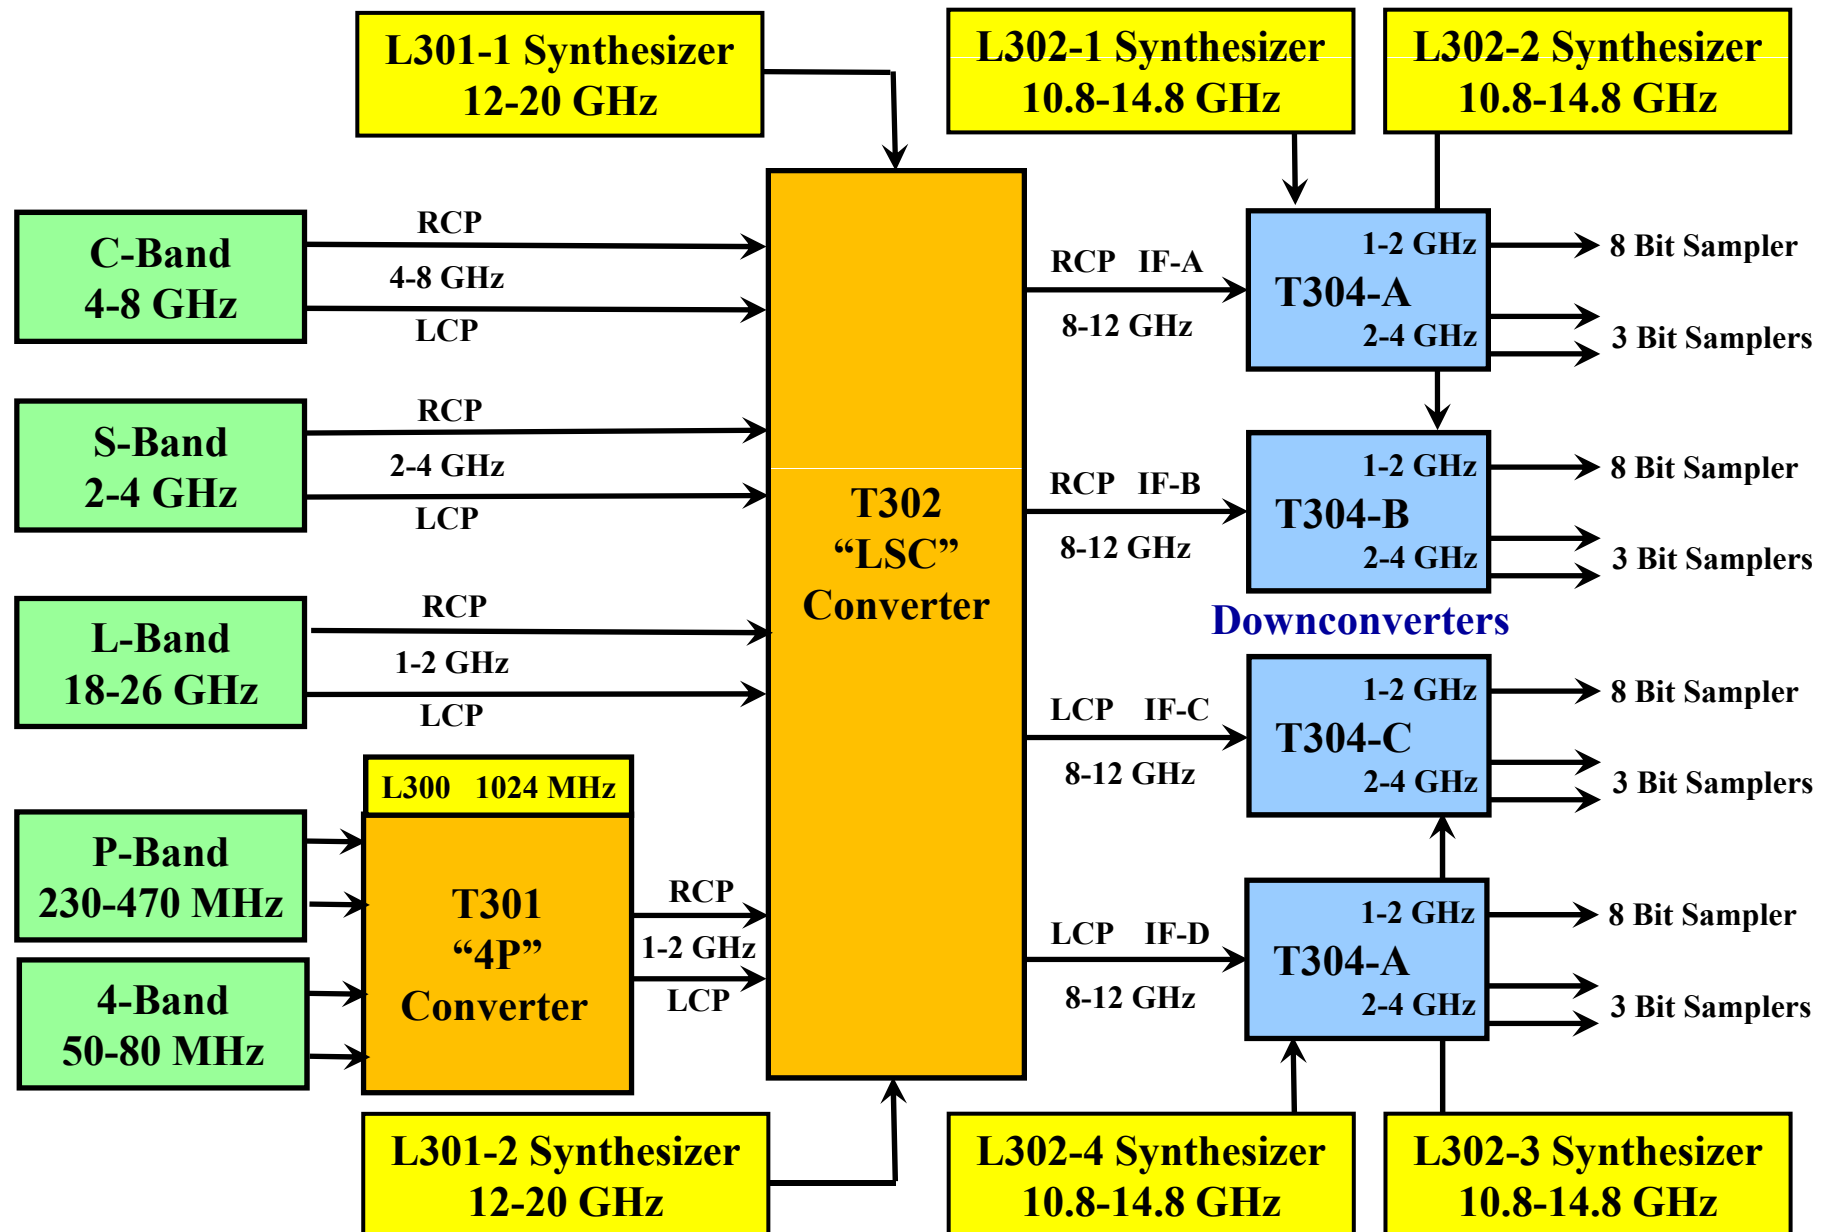 L301-1 Synthesizer
12-20 GHz
L302-1 Synthesizer
10.8-14.8 GHz
L302-2 Synthesizer
10.8-14.8 GHz
C-Band
4-8 GHz
RCP
4-8 GHz
LCP
S-Band
2-4 GHz
RCP
2-4 GHz
LCP
L-Band
18-26 GHz
RCP
1-2 GHz
LCP
P-Band
230-470 MHz
4-Band
50-80 MHz
L300 1024 MHz
T301
“4P”
Converter
RCP
1-2 GHz
LCP
T302
“LSC”
Converter
RCP IF-A
8-12 GHz
RCP IF-B
8-12 GHz
LCP IF-C
8-12 GHz
LCP IF-D
8-12 GHz
1-2 GHz
T304-A
2-4 GHz
8 Bit Sampler
3 Bit Samplers
1-2 GHz
T304-B
2-4 GHz
8 Bit Sampler
3 Bit Samplers
Downconverters
1-2 GHz
T304-C
2-4 GHz
8 Bit Sampler
3 Bit Samplers
1-2 GHz
T304-A
2-4 GHz
8 Bit Sampler
3 Bit Samplers
L301-2 Synthesizer
12-20 GHz
L302-4 Synthesizer
10.8-14.8 GHz
L302-3 Synthesizer
10.8-14.8 GHz